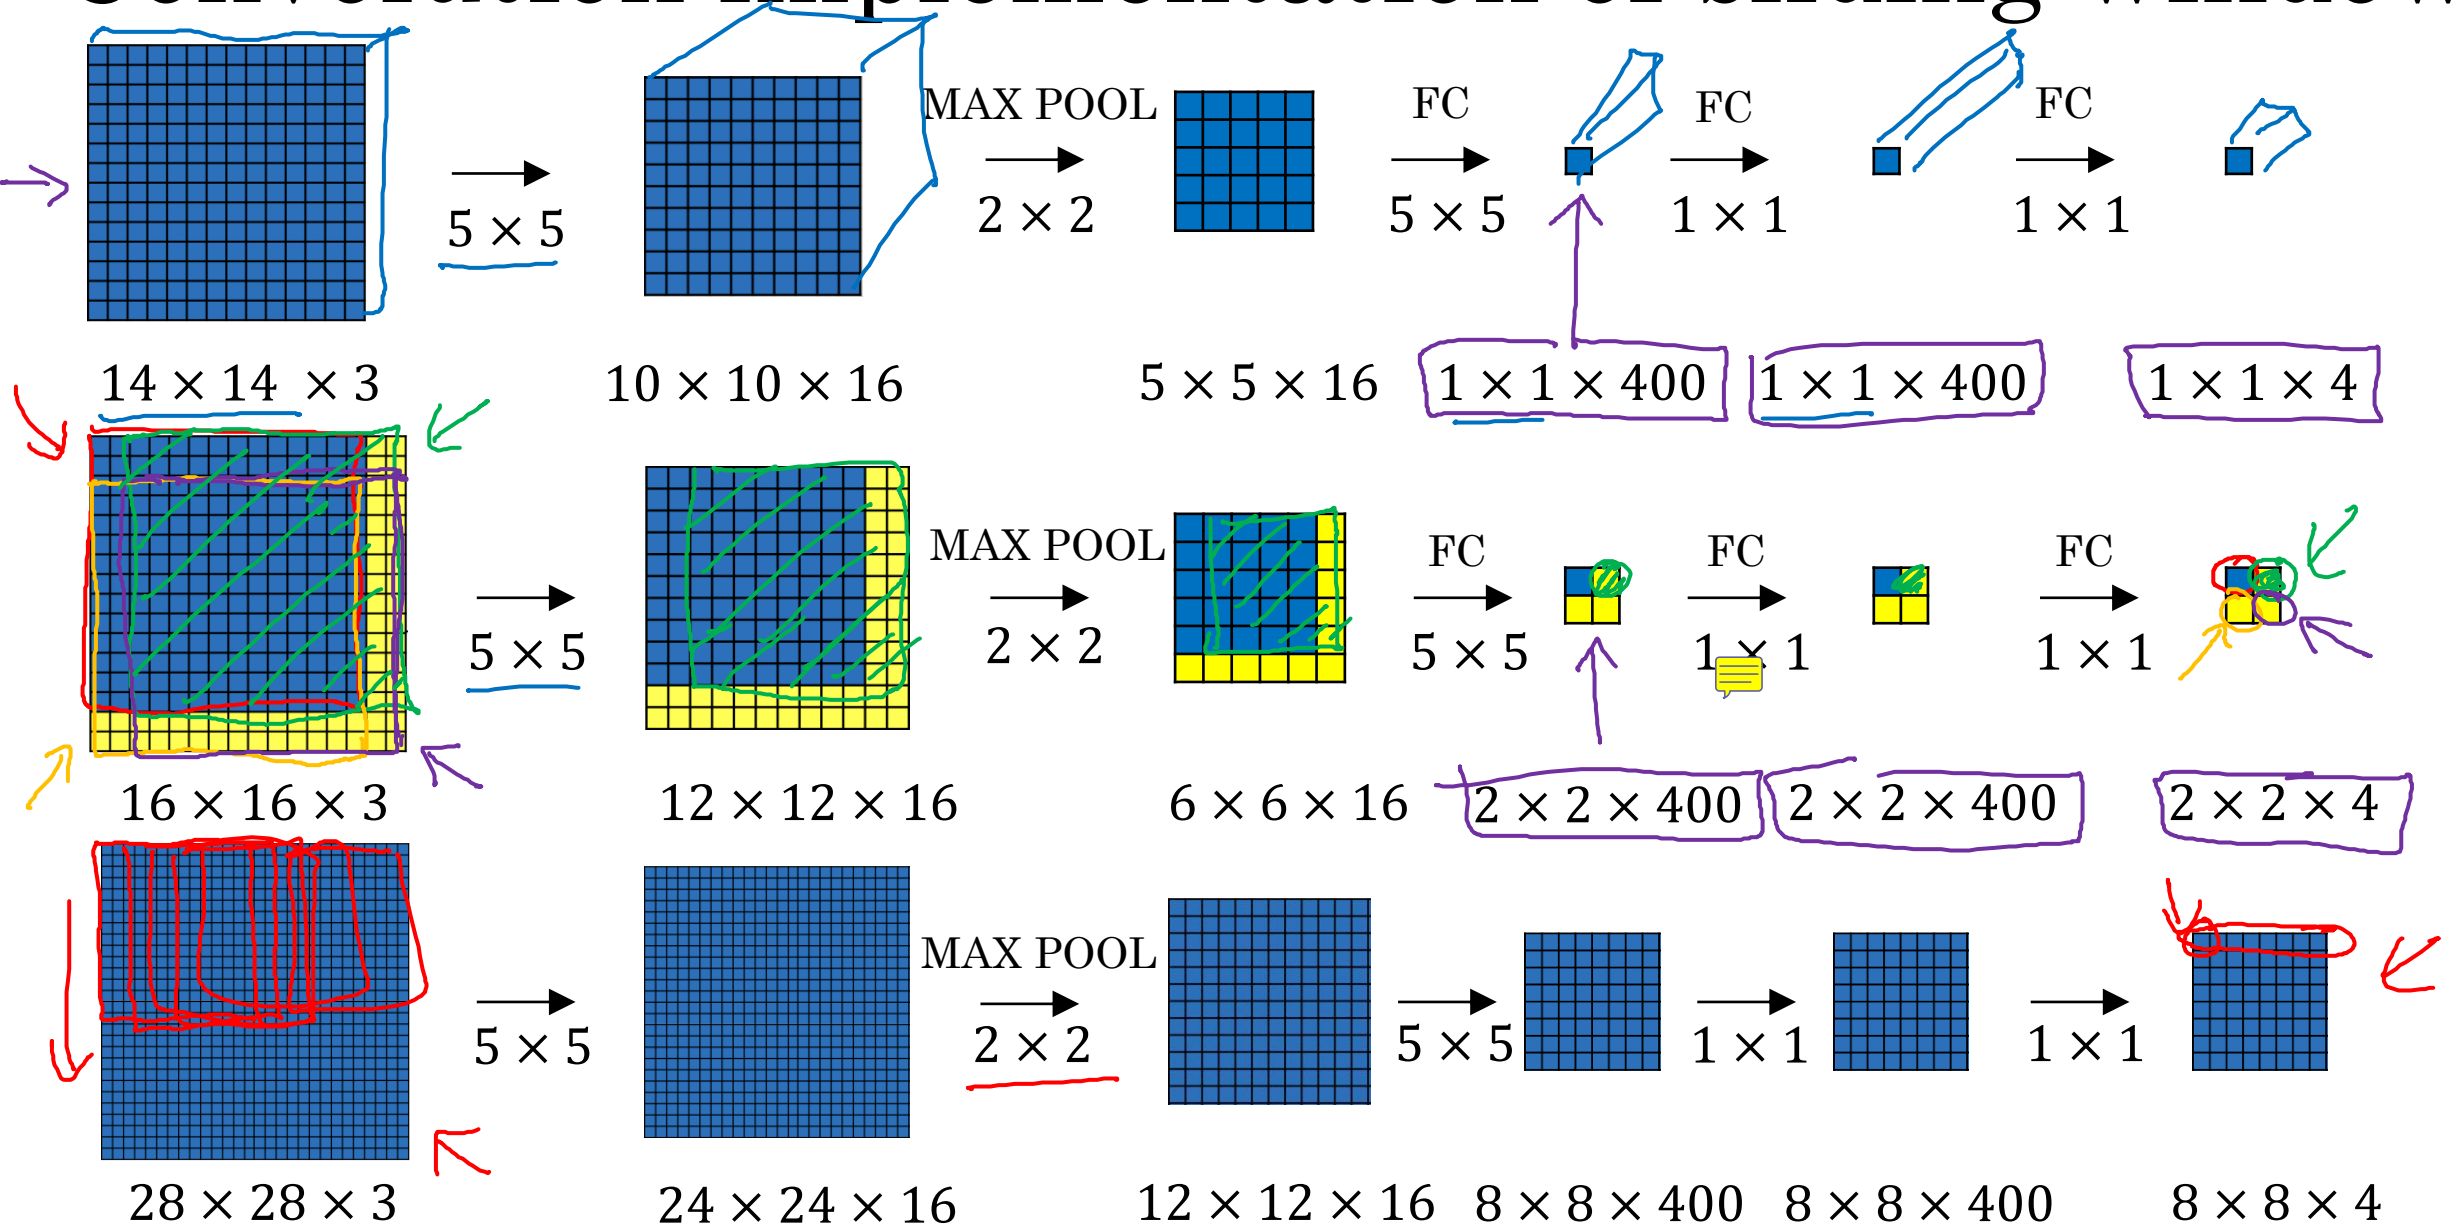 Convolution implementation of sliding windows
MAX POOL FC FC FC
5 × 5 2 × 2 5 × 5 1 × 1 1 × 1
14 × 14 × 3 10 × 10 × 16 5 × 5 × 16 1 × 1 × 400 1 × 1 × 400 1 × 1 × 4
MAX POOL FC FC FC
5 × 5 2 × 2 5 × 5 1 × 1 1 × 1
16 × 16 × 3 12 × 12 × 16 6 × 6 × 16 2 × 2 × 400 2 × 2 × 400 2 × 2 × 4
MAX POOL
5 × 5 2 × 2 5 × 5 1 × 1 1 × 1
28 × 28 × 3 24 × 24 × 16 12 × 12 × 16 8 × 8 × 400 8 × 8 × 400 8 × 8 × 4